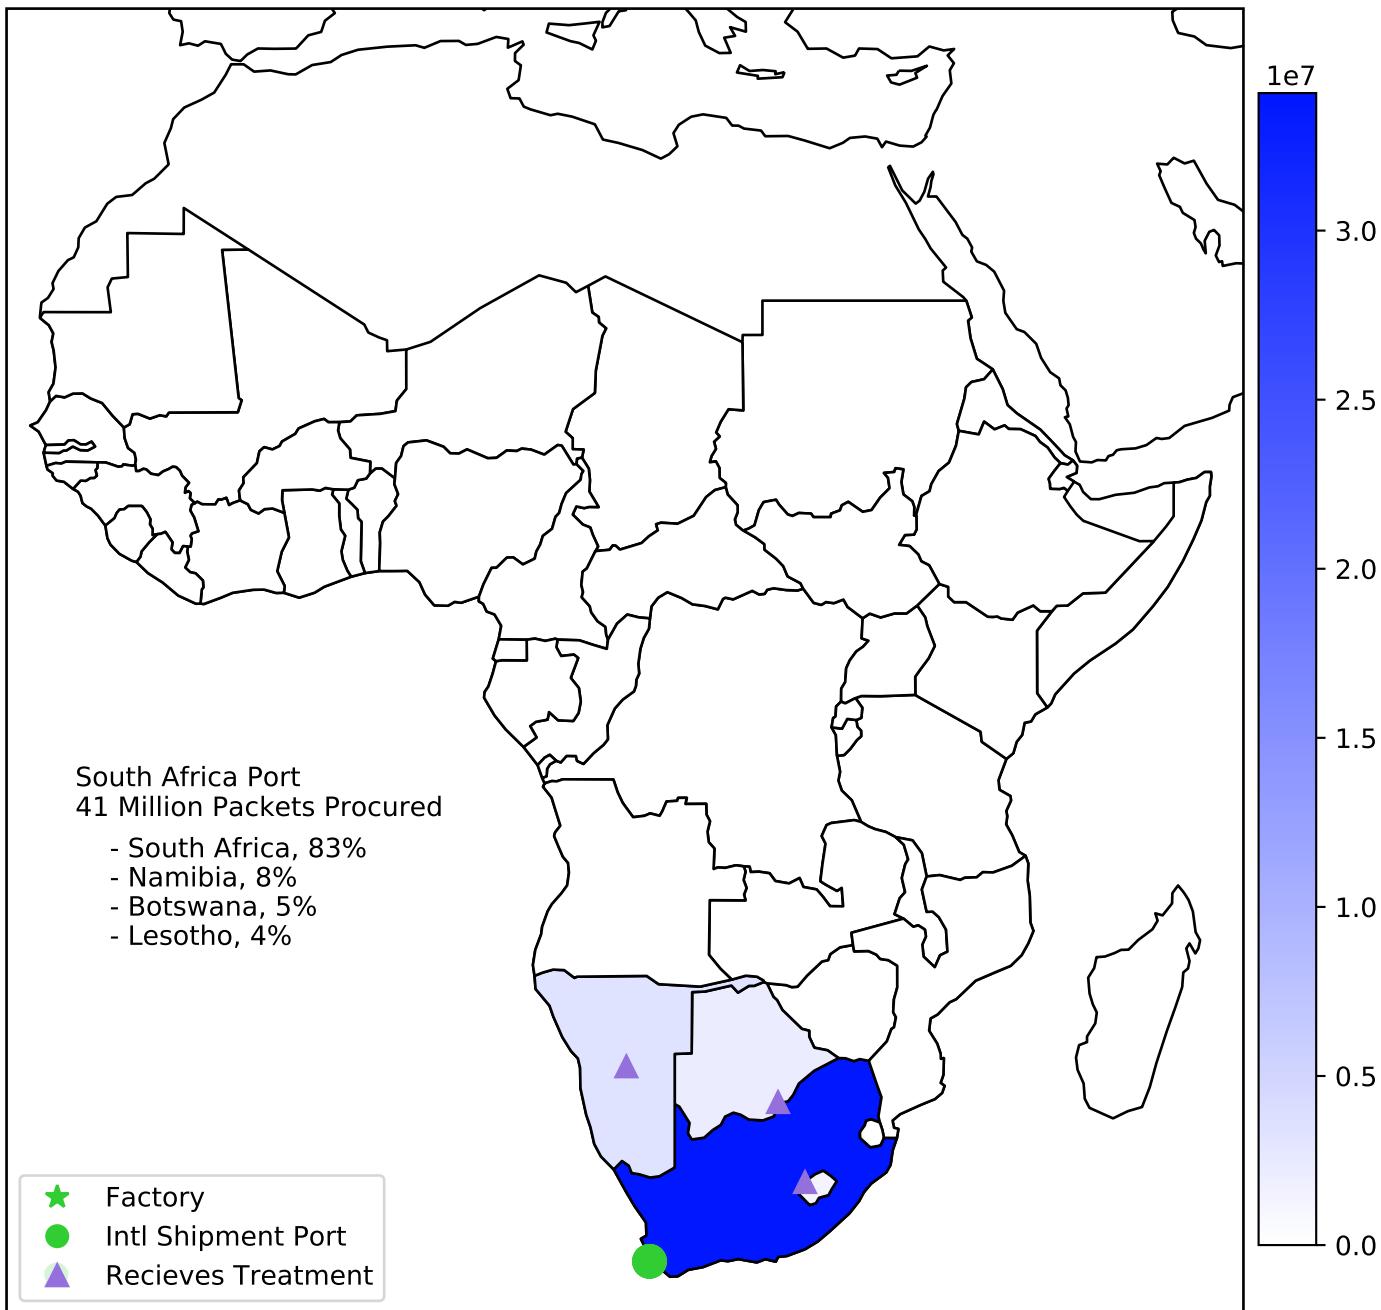 1e7
3.0
2.5
2.0
1.5
1.0
0.5
0.0
South Africa Port
41 Million Packets Procured
- South Africa, 83%
- Namibia, 8%
- Botswana, 5%
- Lesotho, 4%
Factory
Intl Shipment Port
Recieves Treatment